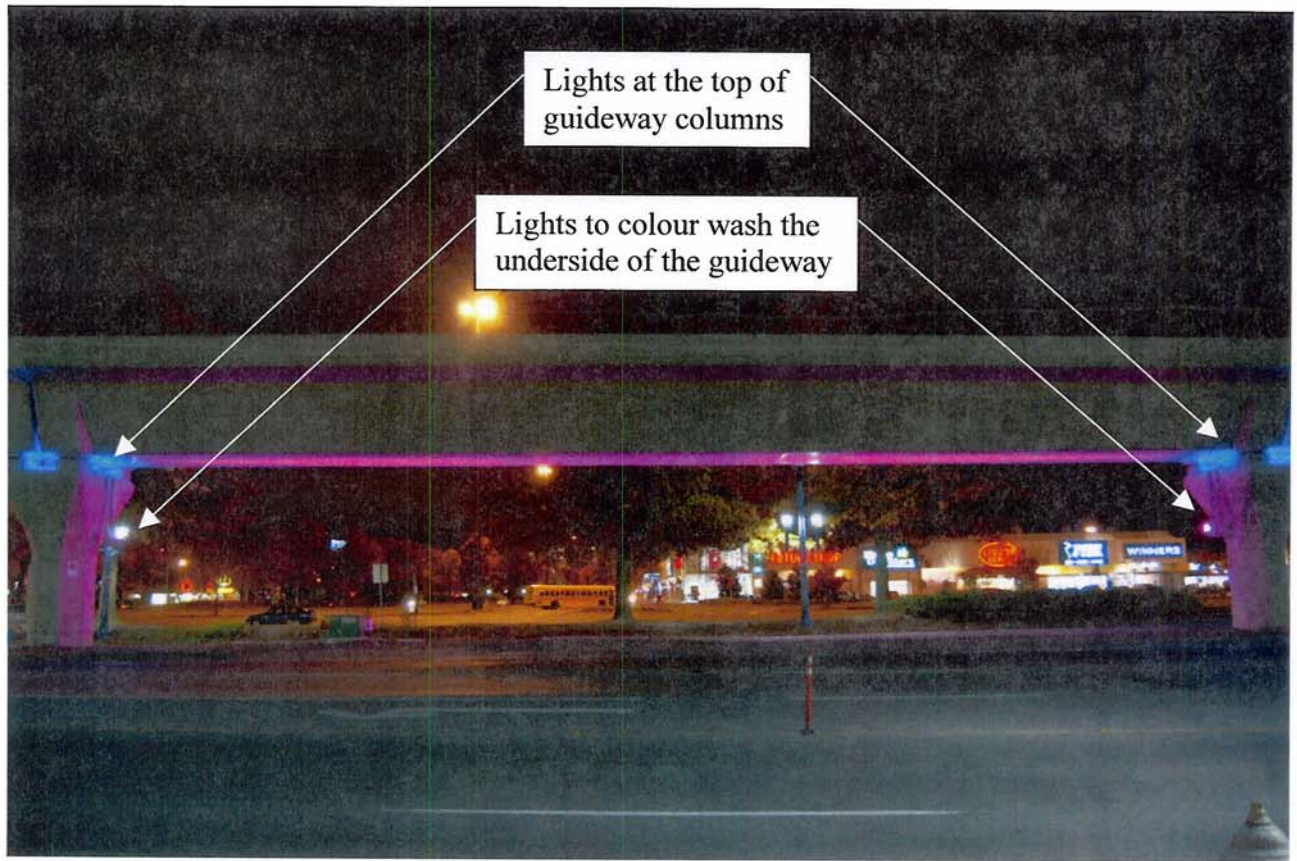 Lights at the top of
guideway columns
Lights to colour wash the
underside of the guideway
WINNERS